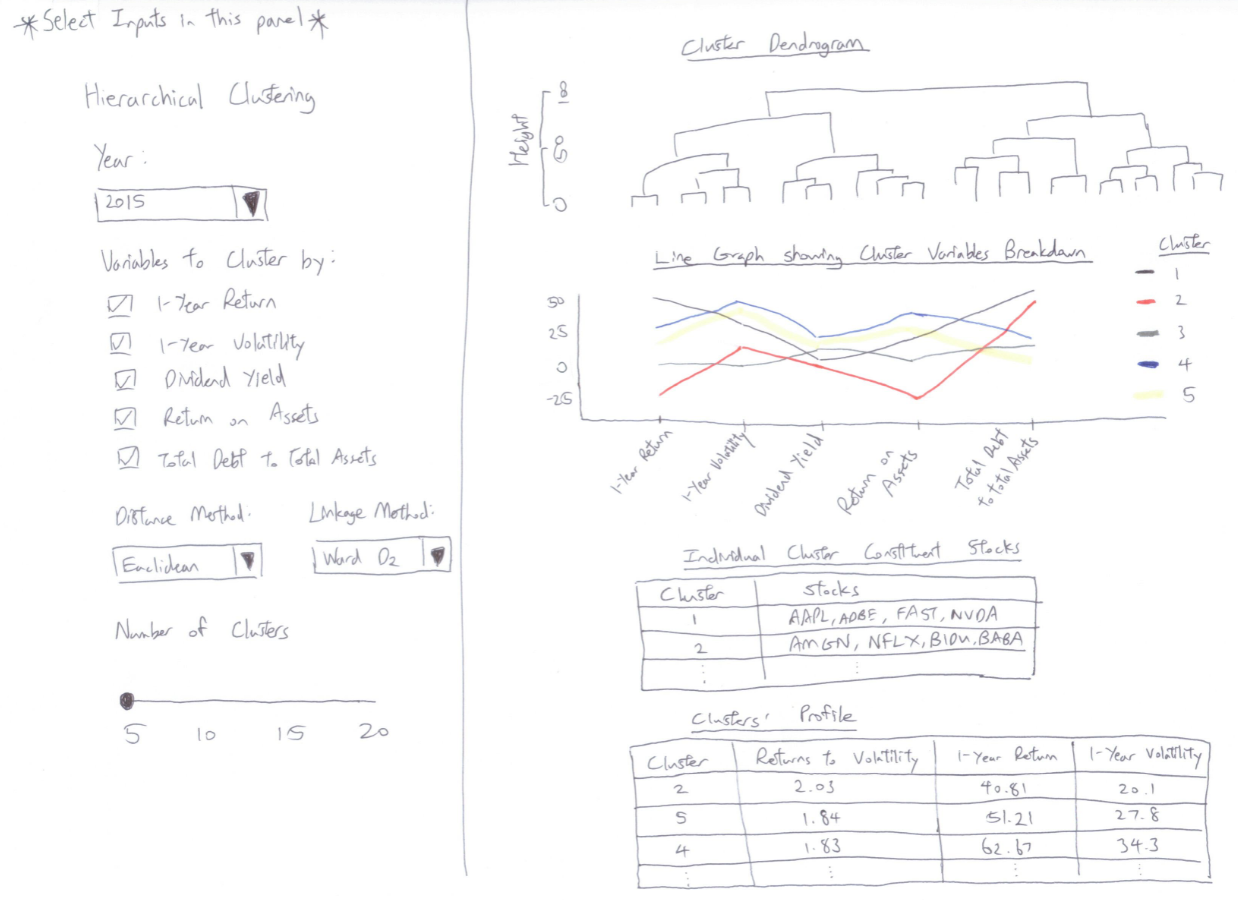 *Select Inputs in this panel*
Hierarchical Clustering
Year:
2015
Variables to Cluster by:
1-Year Return
1-Year Volatility
Dividend Yield
Return on Assets
Total Debt to Total Assets
Distance Method:
Linkage Method:
Euclidean
Ward D2
Number of Clusters
5 10 15 20
Cluster Dendrogram
Height
0
Line Graph showing Cluster Variables Breakdown
Cluster
1
2
3
4
5
50
25
0
-25
1-Year Return
1-Year Volatility
Dividend Yield
Return on
Assets
Total Debt
to Total Assets
Individual Cluster Constituent Stocks
Cluster Stocks
1 AAPL, ADBE, FAST, NVDA
2 AMGN, NFLX, BIDU, BABA
Clusters' Profile
Cluster Returns to Volatility 1-Year Return 1-Year Volatility
2 2.03 40.81 20.1
5 1.84 51.21 27.8
4 1.83 62.67 34.3